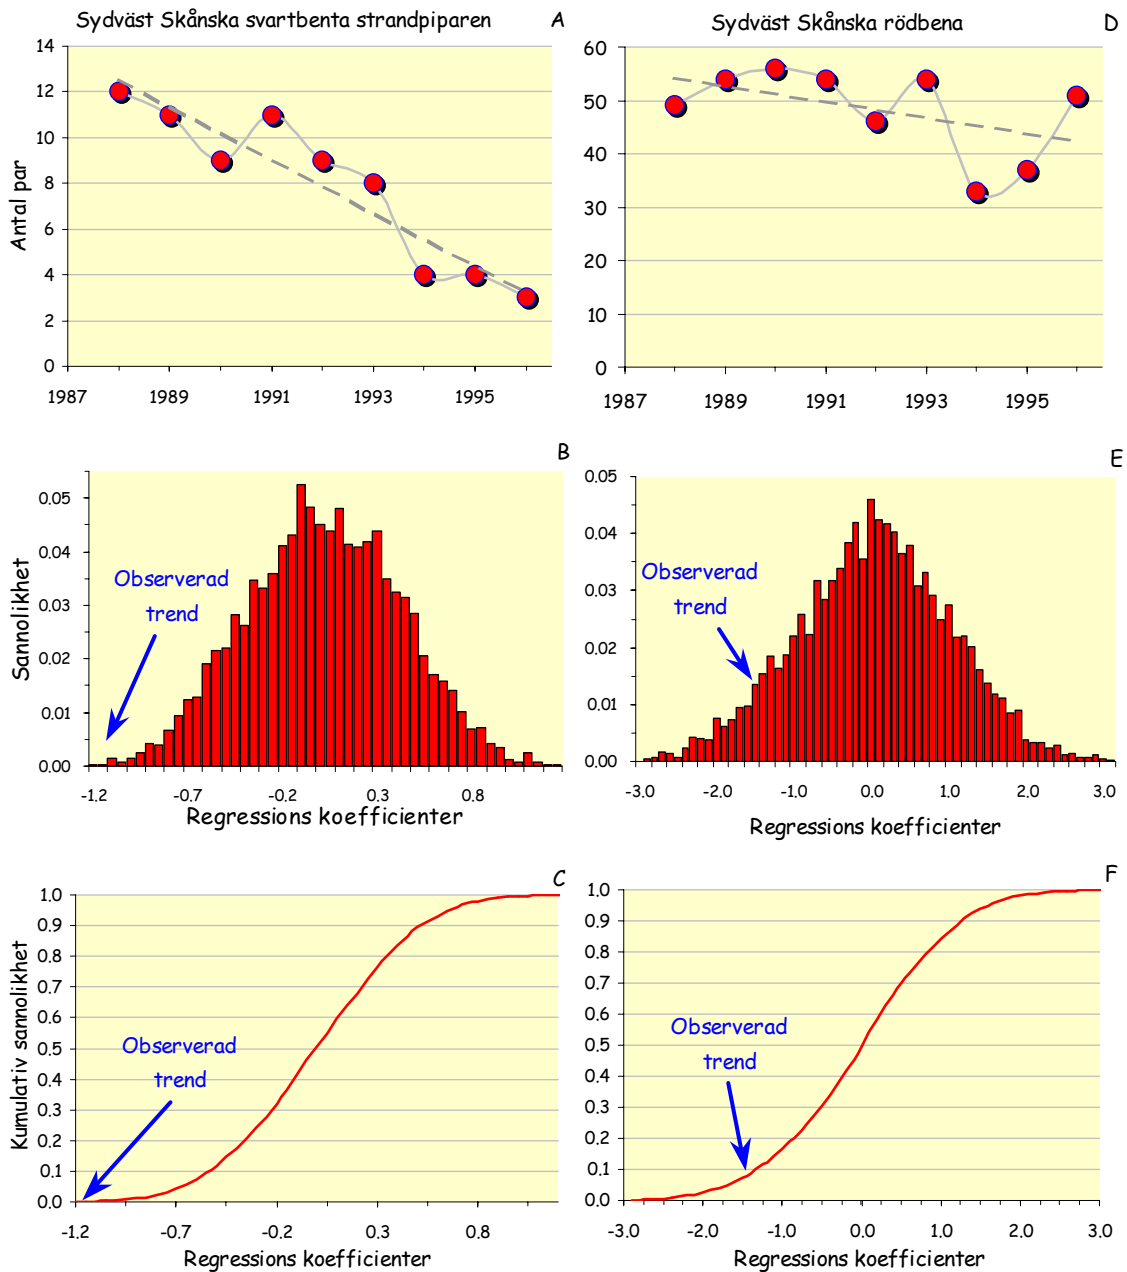 Sydväst Skånska svartbenta strandpiparen
A
Antal par
14
12
10
8
6
4
2
0
1987 1989 1991 1993 1995
Sydväst Skånska rödbena
D
60
50
40
30
20
10
0
1987 1989 1991 1993 1995
B
Sannolikhet
0.05
0.04
0.03
0.02
0.01
0.00
Observerad
trend
-1.2 -0.7 -0.2 0.3 0.8
Regressions koefficienter
E
0.05
0.04
0.03
0.02
0.01
0.00
Observerad
trend
-3.0 -2.0 -1.0 0.0 1.0 2.0 3.0
Regressions koefficienter
C
Kumulativ sannolikhet
1.0
0.9
0.8
0.7
0.6
0.5
0.4
0.3
0.2
0.1
0.0
Observerad
trend
-1.2 -0.7 -0.2 0.3 0.8
Regressions koefficienter
F
1.0
0.9
0.8
0.7
0.6
0.5
0.4
0.3
0.2
0.1
0.0
Observerad
trend
-3.0 -2.0 -1.0 0.0 1.0 2.0 3.0
Regressions koefficienter